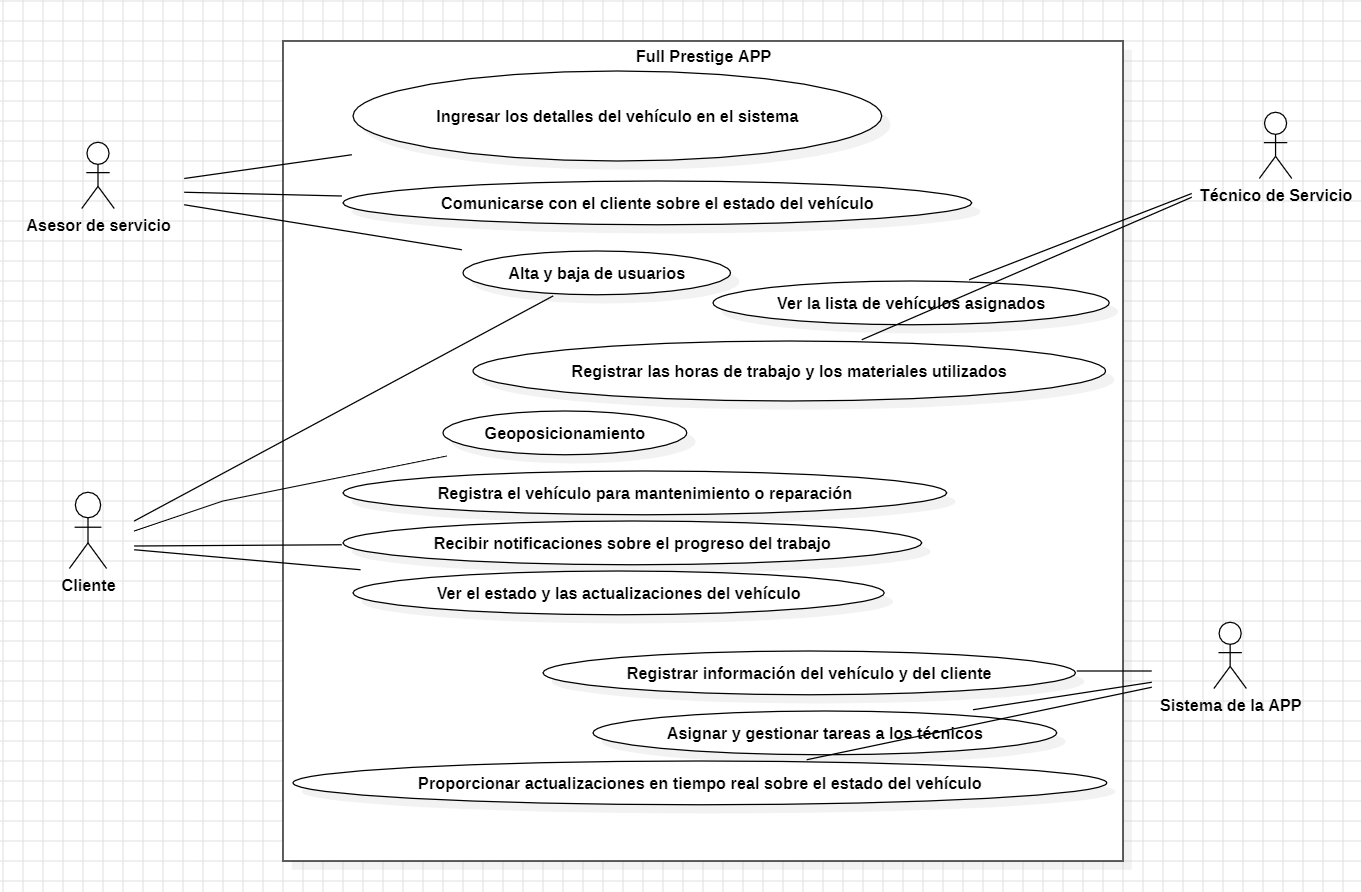 Full Prestige APP
Ingresar los detalles del vehículo en el sistema
Asesor de servicio
Comunicarse con el cliente sobre el estado del vehículo
Técnico de Servicio
Alta y baja de usuarios
Ver la lista de vehículos asignados
Registrar las horas de trabajo y los materiales utilizados
Geoposicionamiento
Registra el vehículo para mantenimiento o reparación
Recibir notificaciones sobre el progreso del trabajo
Cliente
Ver el estado y las actualizaciones del vehículo
Registrar información del vehículo y del cliente
Sistema de la APP
Asignar y gestionar tareas a los técnicos
Proporcionar actualizaciones en tiempo real sobre el estado del vehículo